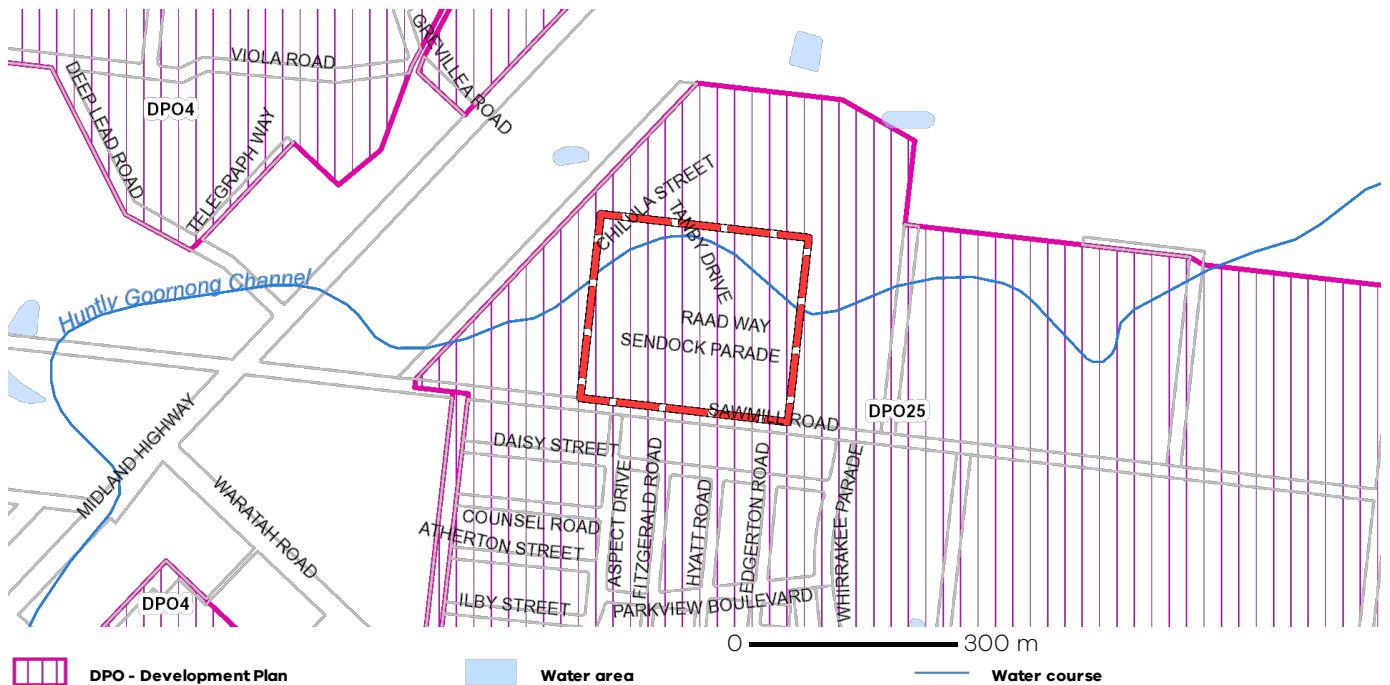 GREVILLEA ROAD
VIOLA ROAD
DEEP LEAD ROAD
DPO4
TELEGRAPH WAY
CHILULA STREET
TANBY DRIVE
Huntly Goornong Channel
RAAD WAY
SENDOCK PARADE
MIDLAND HIGHWAY
SAWMILL ROAD
DPO25
DAISY STREET
WARATAH ROAD
ASPECT DRIVE
FITZGERALD ROAD
HYATT ROAD
EDGERTON ROAD
WHIRRAKEE PARADE
COUNSEL ROAD
ATHERTON STREET
DPO4
ILBY STREET
PARKVIEW BOULEVARD
0 300 m
DPO - Development Plan
Water area
Water course